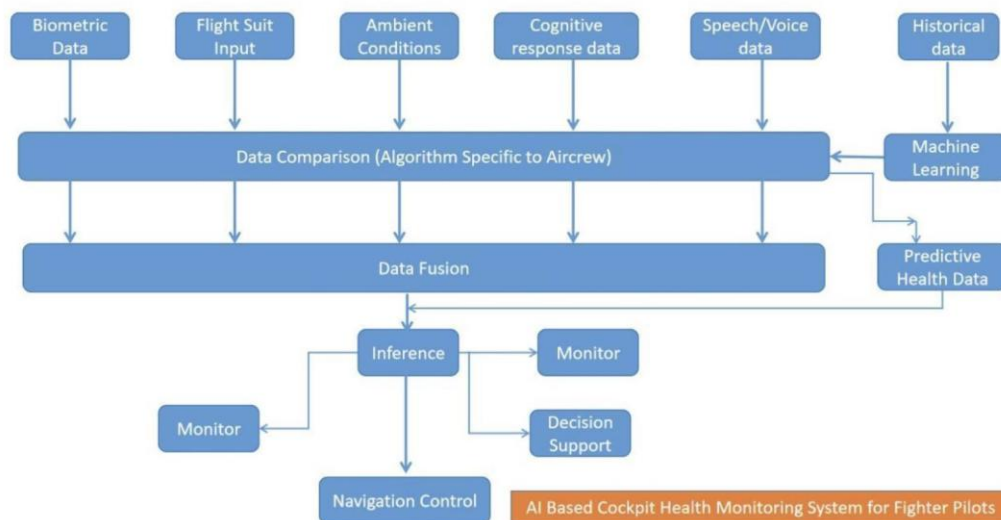 Biometric
Data
Flight Suit
Input
Ambient
Conditions
Cognitive
response data
Speech/Voice
data
Historical
data
Data Comparison (Algorithm Specific to Aircrew)
Machine
Learning
Data Fusion
Predictive
Health Data
Inference
Monitor
Monitor
Decision
Support
Navigation Control
AI Based Cockpit Health Monitoring System for Fighter Pilots